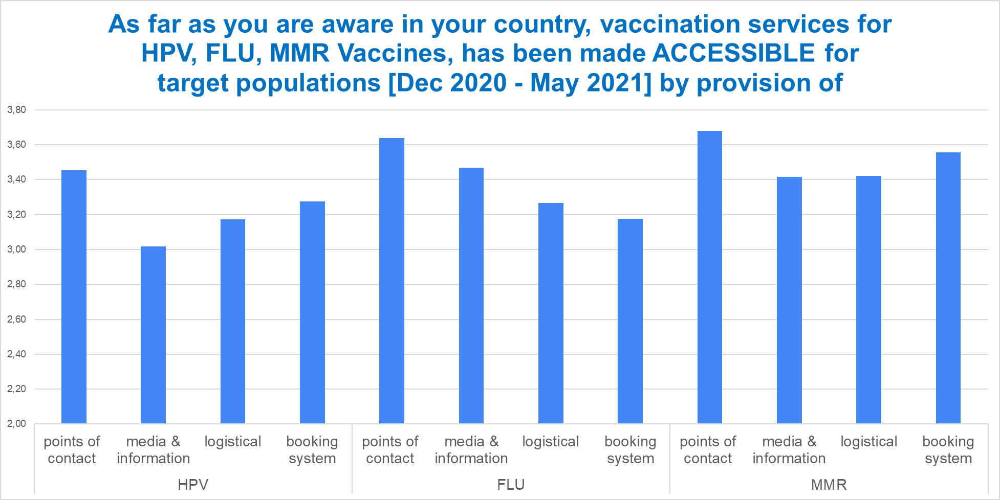 As far as you are aware in your country, vaccination services for
HPV, FLU, MMR Vaccines, has been made ACCESSIBLE for
target populations [Dec 2020 - May 2021] by provision of
3,80
3,60
3,40
3,20
3,00
2,80
2,60
2,40
2,20
2,00
points of
contact
media &
information
logistical
booking
system
points of
contact
media &
information
logistical
booking
system
points of
contact
media &
information
logistical
booking
system
HPV
FLU
MMR